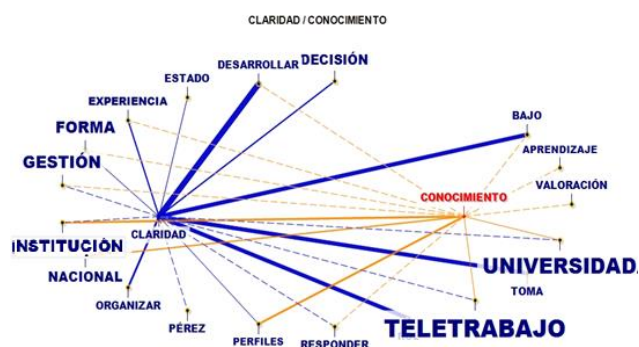 CLARIDAD / CONOCIMIENTO
DESARROLLAR
DECISIÓN
ESTADO
EXPERIENCIA
FORMA
GESTIÓN
BAJO
APRENDIZAJE
VALORACIÓN
CONOCIMIENTO
CLARIDAD
INSTITUCIÓN
NACIONAL
ORGANIZAR
PÉREZ
PERFILES
RESPONDER
TELETRABAJO
UNIVERSIDAD
TOMA